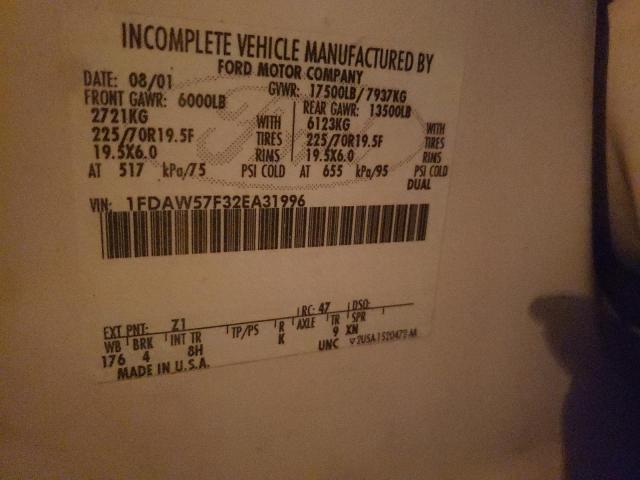 INCOMPLETE VEHICLE MANUFACTURED BY
FORD MOTOR COMPANY
DATE: 08/01 GVWR: 17500LB/7937KG
FRONT GAWR: 6000LB REAR GAWR: 13500LB
2721KG WITH 6123KG WITH
225/70R19.5F TIRES 225/70R19.5F TIRES
19.5X6.0 RIMS 19.5X6.0 RIMS
AT 517 kPa/75 PSI COLD AT 655 kPa/95 PSI COLD
DUAL
VIN: 1FDAW57F32EA31996
EXT PNT: Z1 RC: 47 DSO:
WB BRK INT TR TP/PS R AXLE TR SPR
176 4 8H K 9 XN
MADE IN U.S.A. UNC